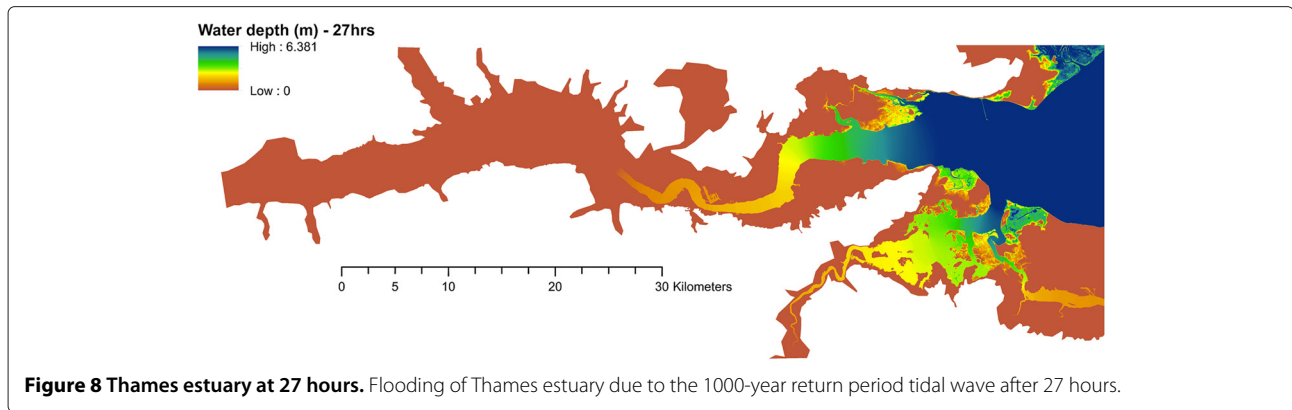 Water depth (m) - 27hrs
High : 6.381
Low : 0
0 5 10 20 30 Kilometers
Figure 8 Thames estuary at 27 hours. Flooding of Thames estuary due to the 1000-year return period tidal wave after 27 hours.